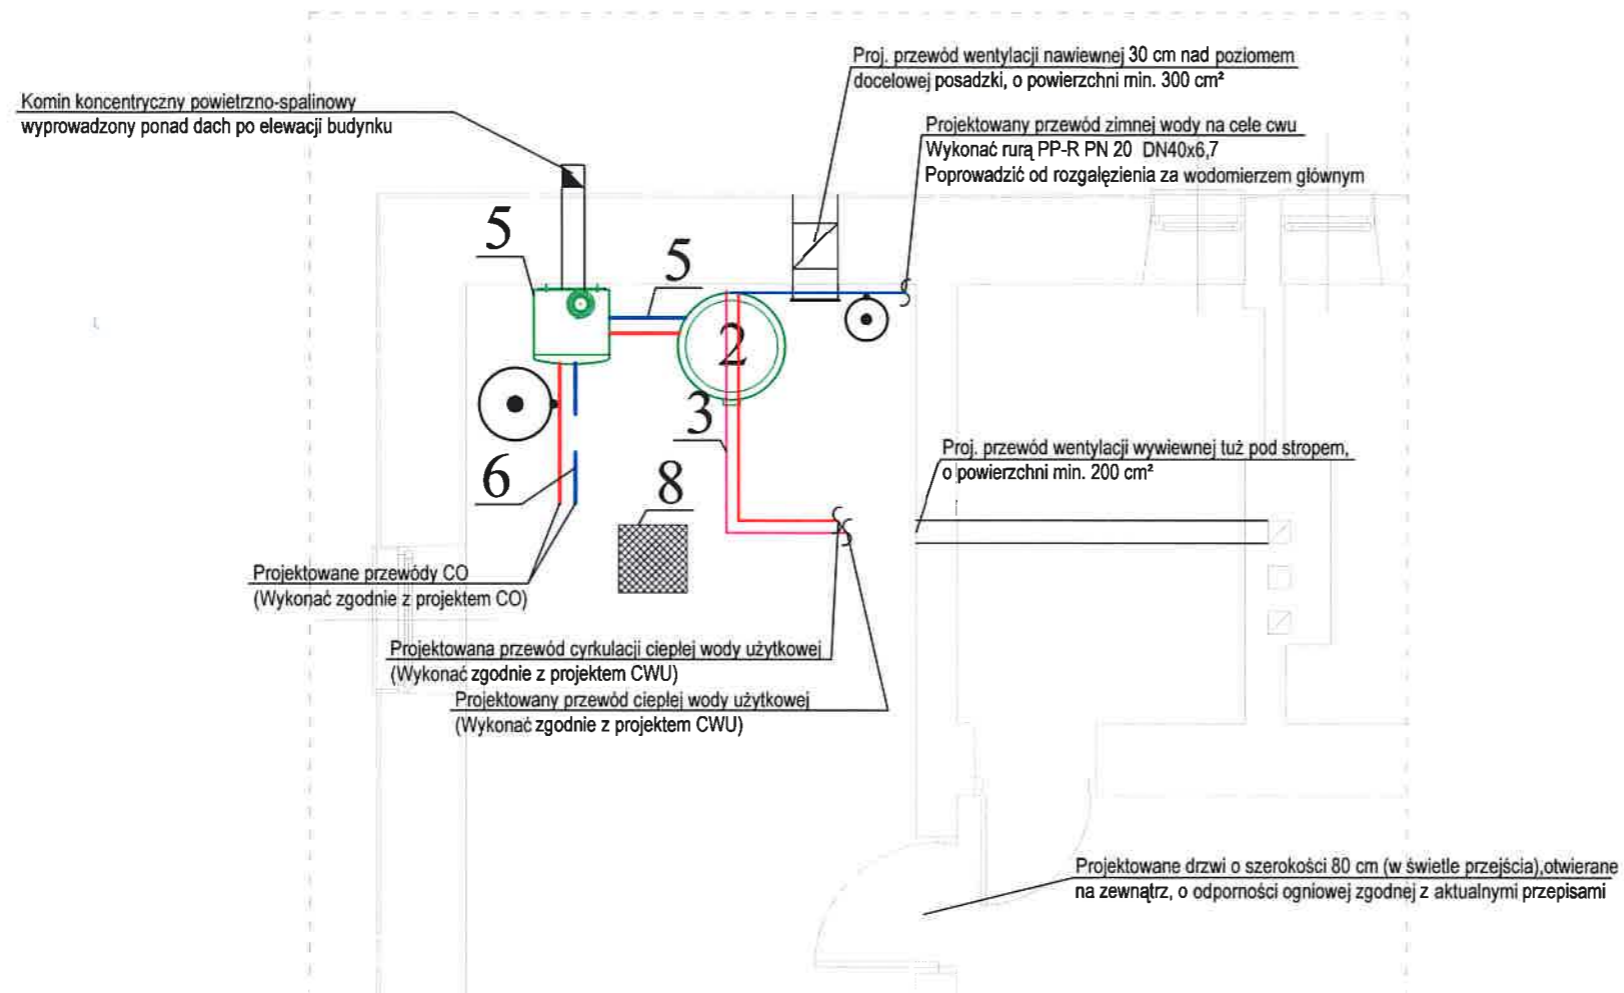 Proj. przewód wentylacji nawiewnej 30 cm nad poziomem
docelowej posadzki, o powierzchni min. 300 cm²
Komin koncentryczny powietrzno-spalinowy
wyprowadzony ponad dach po elewacji budynku
Projektowany przewód zimnej wody na cele cwu
Wykonać rurą PP-R PN 20 DN40x6,7
Poprowadzić od rozgałęzienia za wodomierzem głównym
5
5
2
3
6
8
Proj. przewód wentylacji wywiewnej tuż pod stropem,
o powierzchni min. 200 cm²
Projektowane przewódy CO
(Wykonać zgodnie z projektem CO)
Projektowana przewód cyrkulacji ciepłej wody użytkowej
(Wykonać zgodnie z projektem CWU)
Projektowany przewód ciepłej wody użytkowej
(Wykonać zgodnie z projektem CWU)
Projektowane drzwi o szerokości 80 cm (w świetle przejścia),otwierane
na zewnątrz, o odporności ogniowej zgodnej z aktualnymi przepisami